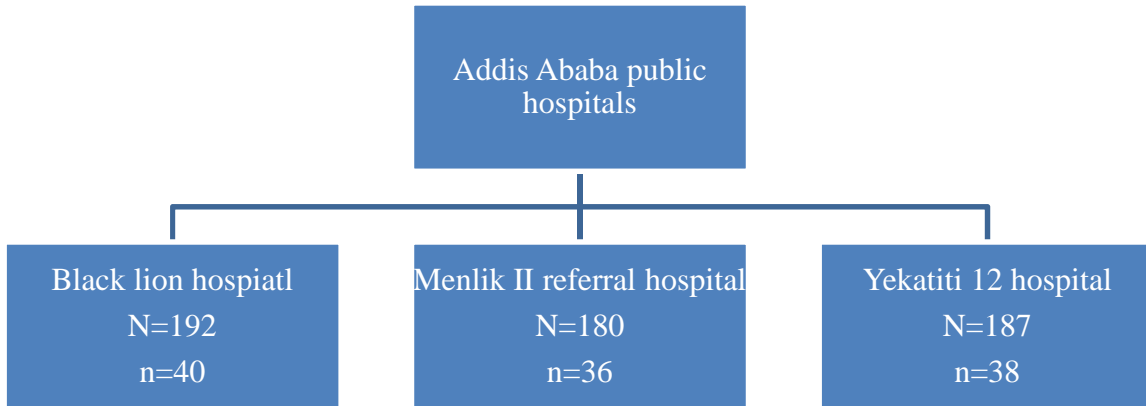 Addis Ababa public
hospitals
Black lion hospiatl
N=192
n=40
Menlik II referral hospital
N=180
n=36
Yekatiti 12 hospital
N=187
n=38